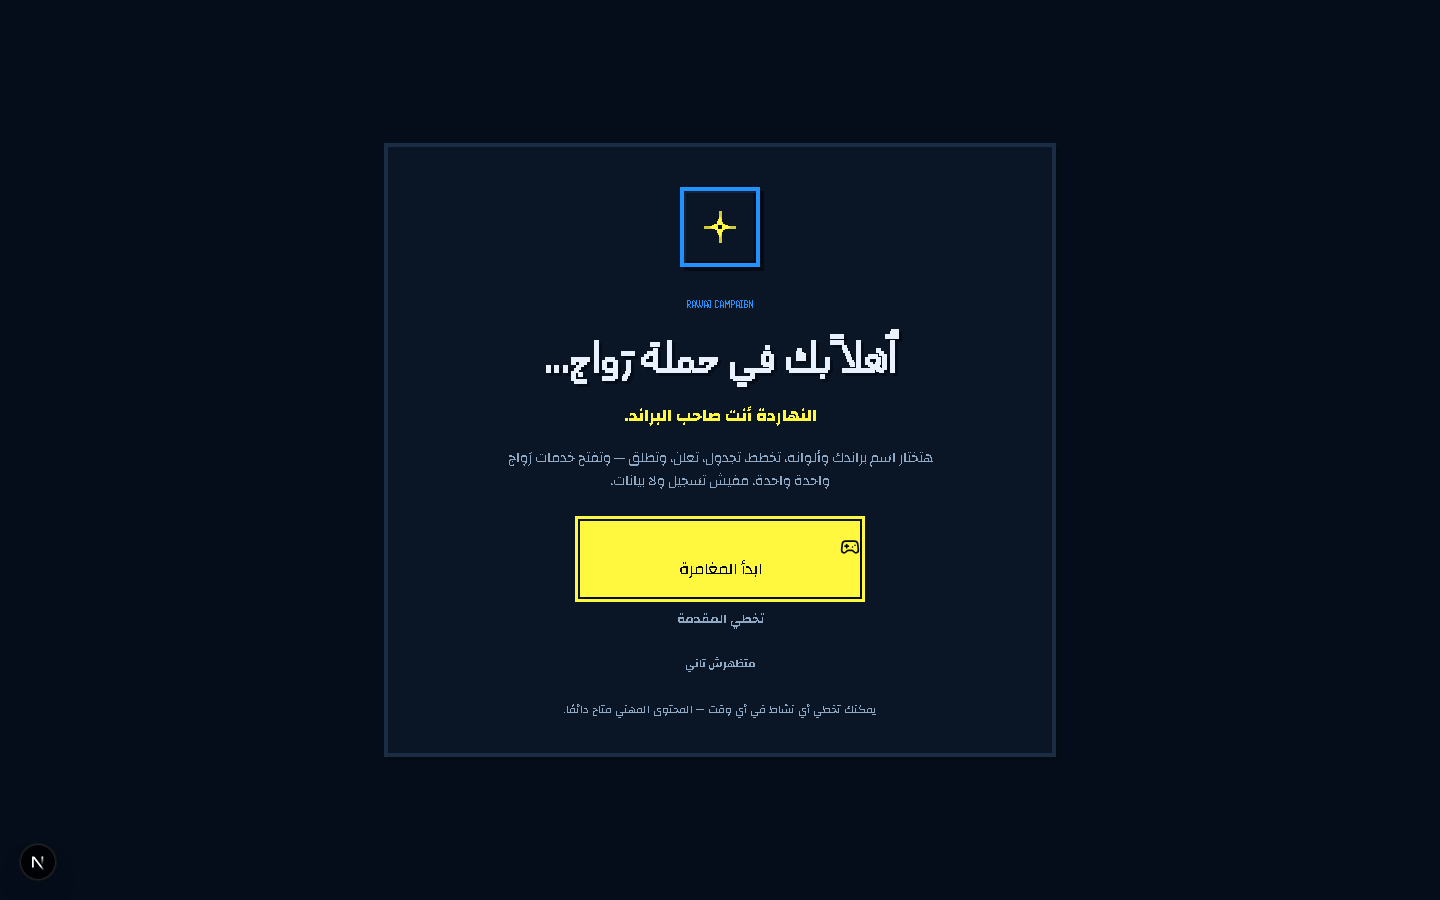 RAWAJ CAMPAIGN
أهلاً بك في حملة رَواج...
النهاردة أنت صاحب البراند.
هتختار اسم براندك وألوانه، تخطط، تجدول، تعلن، وتطلق — وتفتح خدمات رَواج
واحدة واحدة، مفيش تسجيل ولا بيانات.
ابدأ المغامرة
تخطي المقدمة
متظهرش تاني
يمكنك تخطي أي نشاط في أي وقت — المحتوى المهني متاح دائمًا.
N